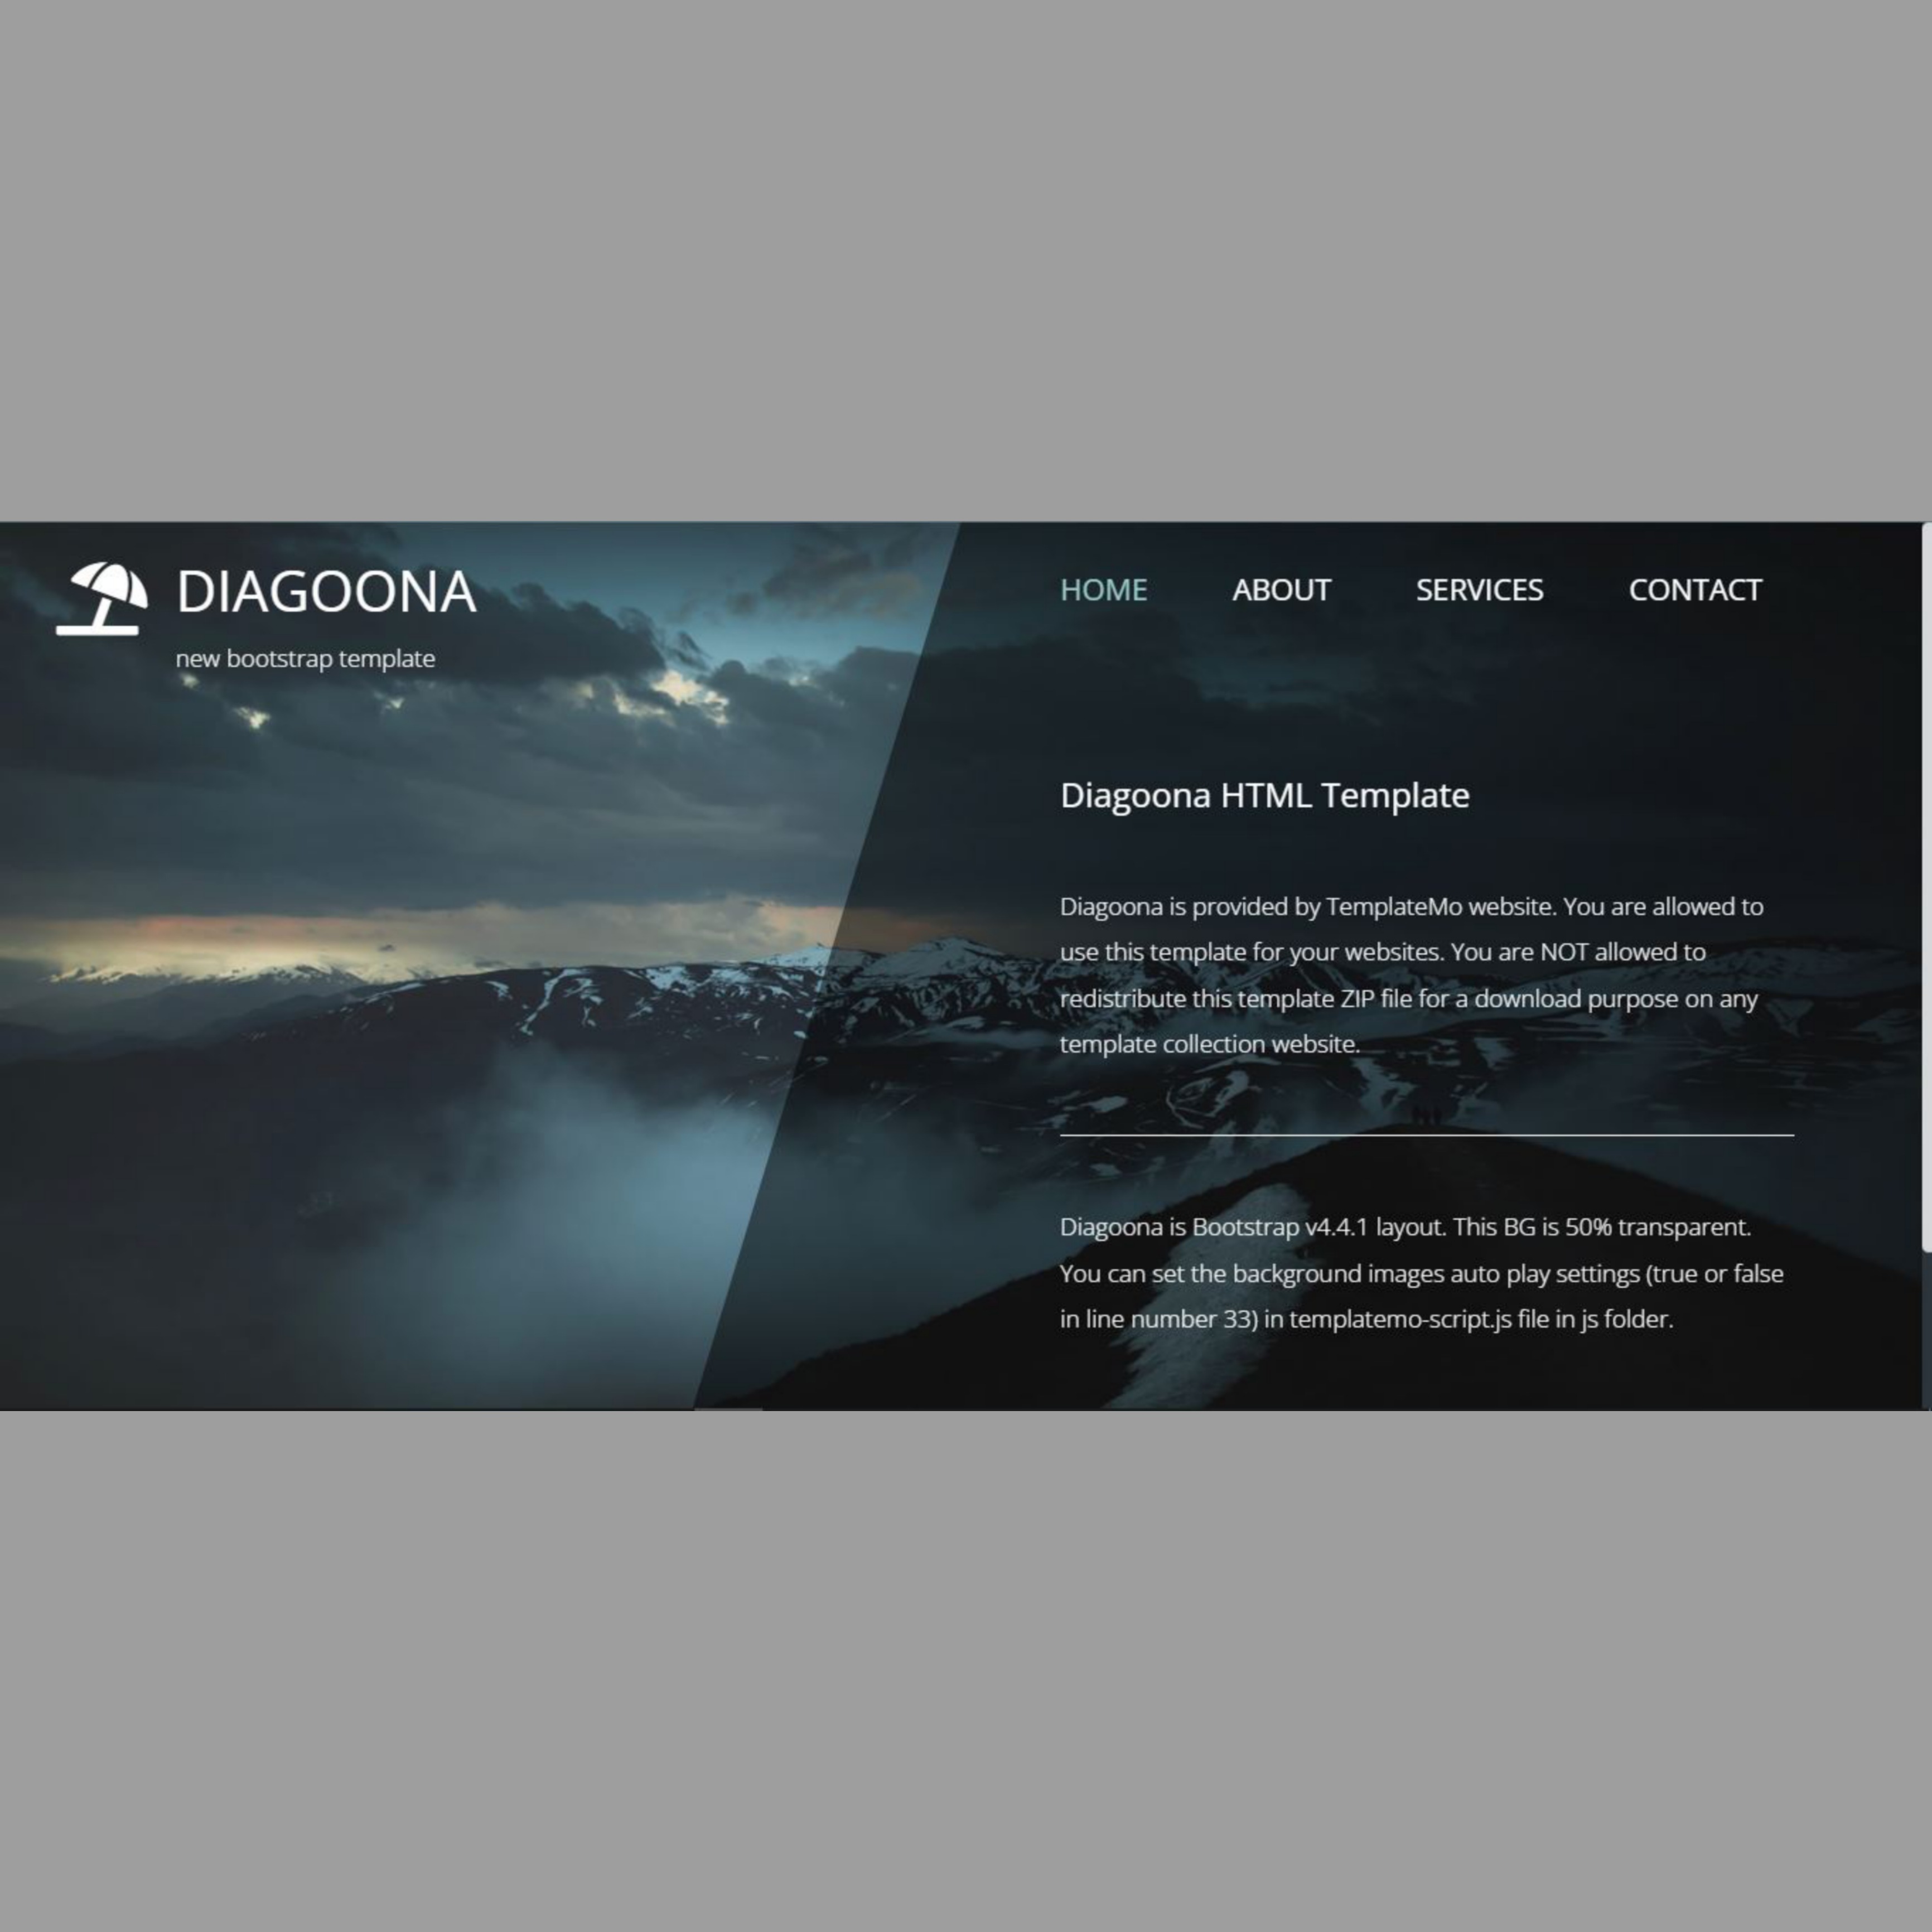 DIAGOONA
new bootstrap template
HOME ABOUT SERVICES CONTACT
Diagoona HTML Template
Diagoona is provided by TemplateMo website. You are allowed to
use this template for your websites. You are NOT allowed to
redistribute this template ZIP file for a download purpose on any
template collection website.
Diagoona is Bootstrap v4.4.1 layout. This BG is 50% transparent.
You can set the background images auto play settings (true or false
in line number 33) in templatemo-script.js file in js folder.